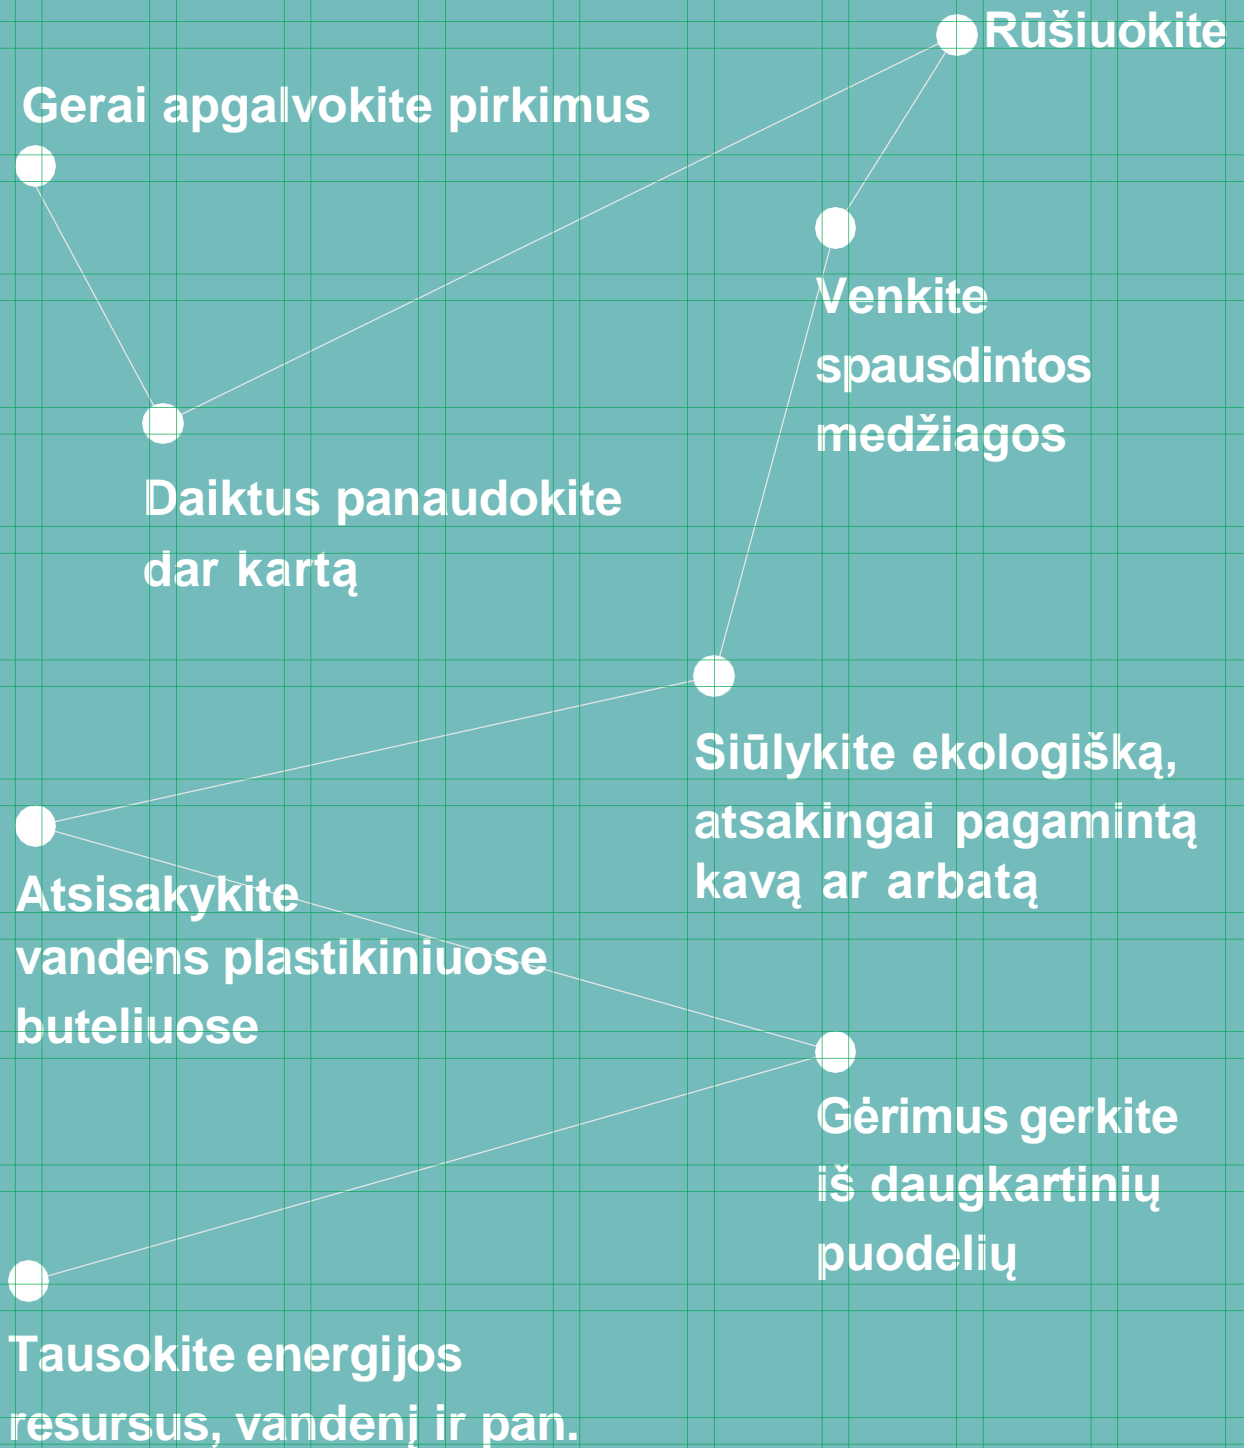 Rūšiuokite
Gerai apgalvokite pirkimus
Venkite
spausdintos
medžiagos
Daiktus panaudokite
dar kartą
Siūlykite ekologišką,
atsakingai pagamintą
kavą ar arbatą
Atsisakykite
vandens plastikiniuose
buteliuose
Gėrimus gerkite
iš daugkartinių
puodelių
Tausokite energijos
resursus, vandenį ir pan.